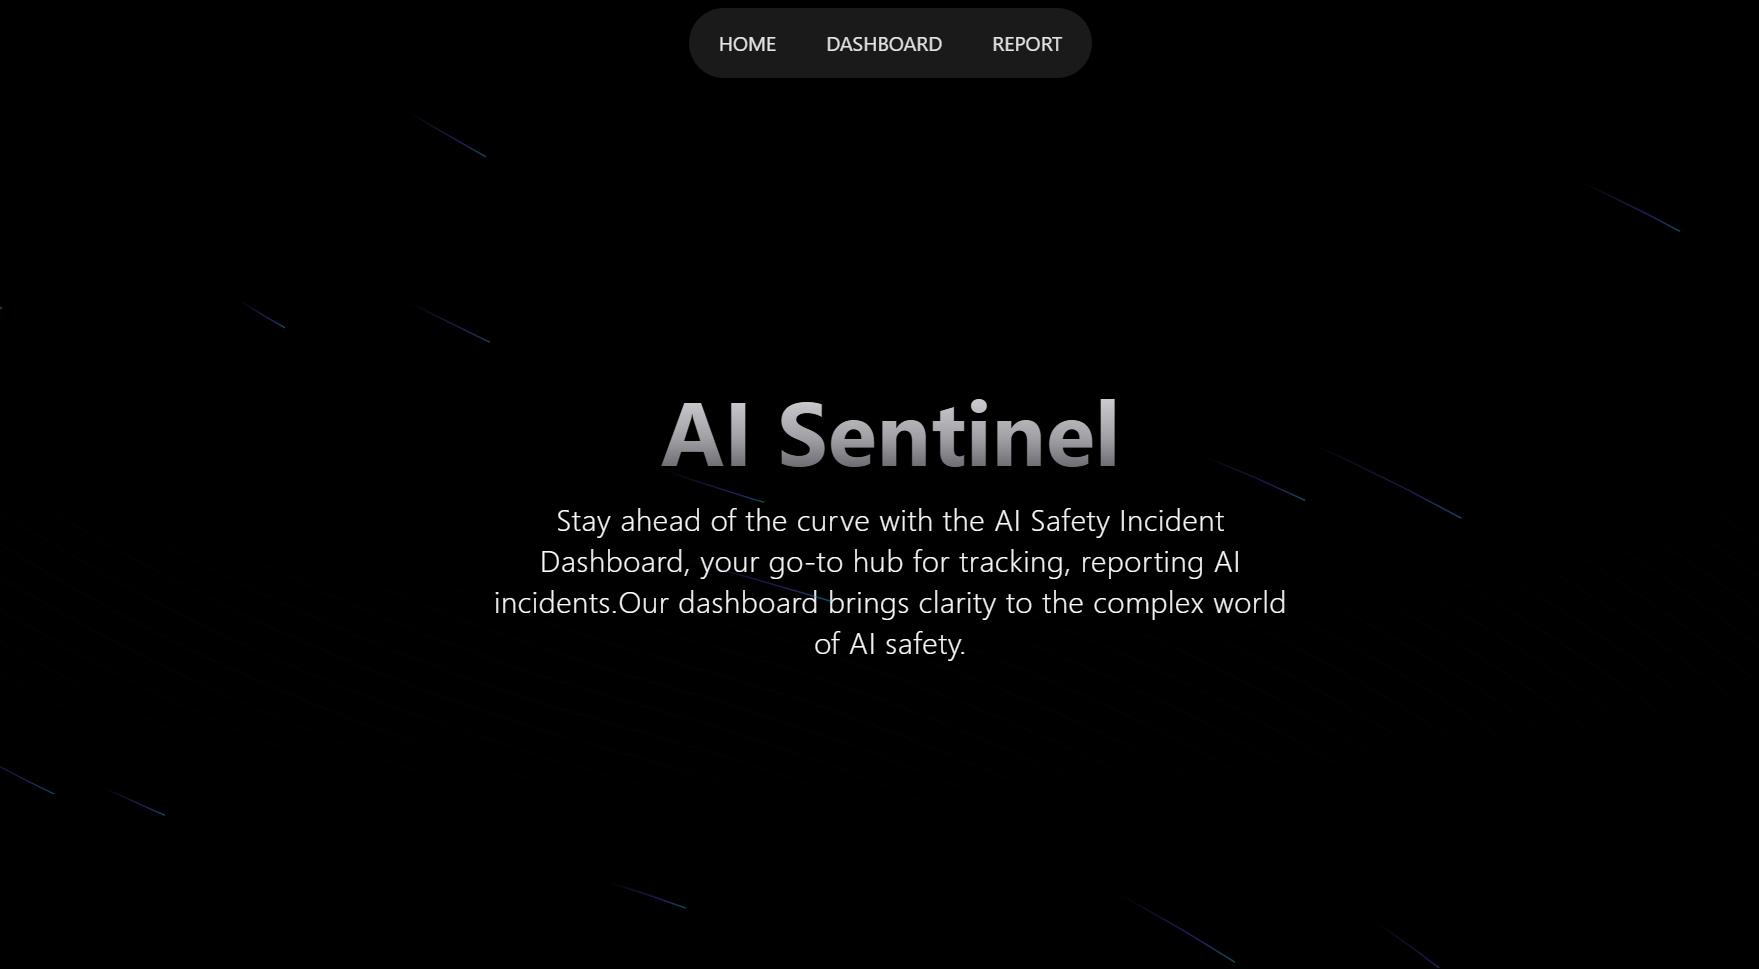 HOME DASHBOARD REPORT
AI Sentinel
Stay ahead of the curve with the AI Safety Incident
Dashboard, your go-to hub for tracking, reporting AI
incidents.Our dashboard brings clarity to the complex world
of AI safety.